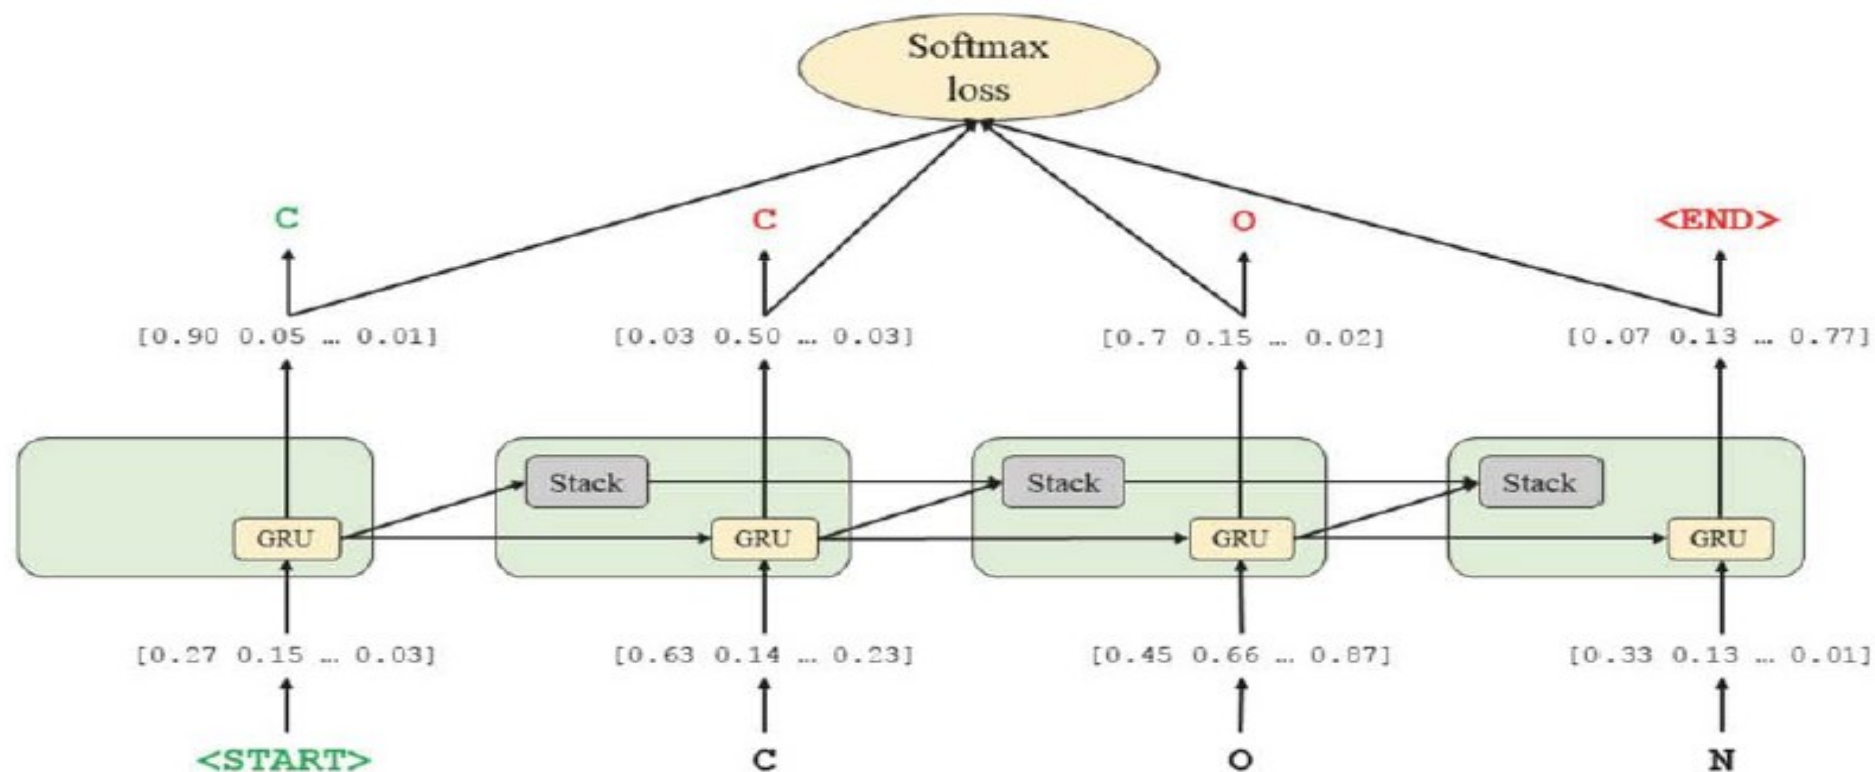 Softmax
loss
C C O <END>
[0.90 0.05 … 0.01] [0.03 0.50 … 0.03] [0.7 0.15 … 0.02] [0.07 0.13 … 0.77]
Stack Stack Stack
GRU GRU GRU GRU
[0.27 0.15 … 0.03] [0.63 0.14 … 0.23] [0.45 0.66 … 0.87] [0.33 0.13 … 0.01]
<START> C O N